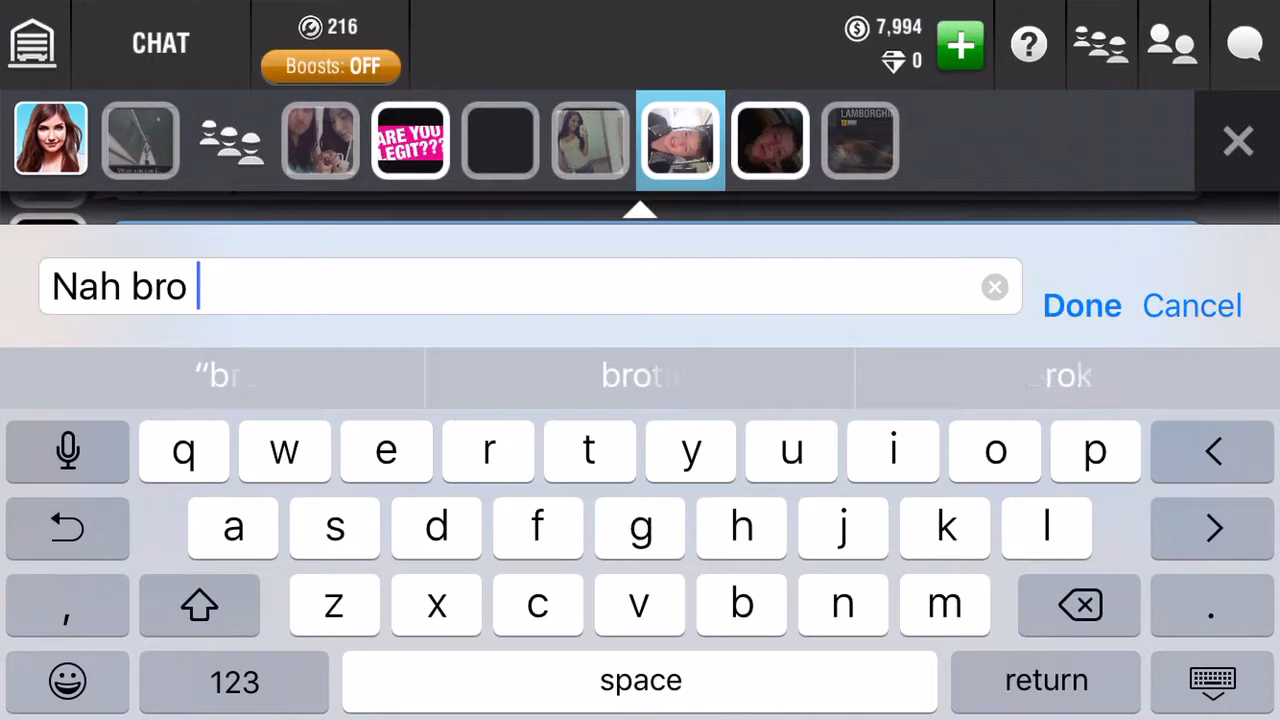 CHAT
216
Boosts: OFF
7,994
0
?
ARE YOU
LEGIT???
LAMBORGHI
Nah bro
Done
Cancel
“br
brot
rok
q w e r t y u i o p <
a s d f g h j k l >
, z x c v b n m .
123 space return